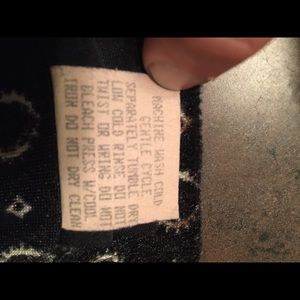 MACHINE WASH COLD
GENTLE CYCLE
SEPARATELY TUMBLE DRY
LOW COLD RINSE DO NOT
TWIST OR WRING DO NOT
BLEACH PRESS W/COOL
IRON DO NOT DRY CLEAN